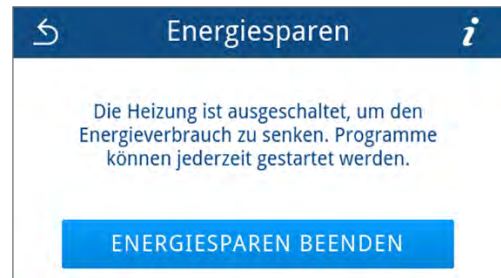 Energiesparen i
Die Heizung ist ausgeschaltet, um den
Energieverbrauch zu senken. Programme
können jederzeit gestartet werden.
ENERGIESPAREN BEENDEN